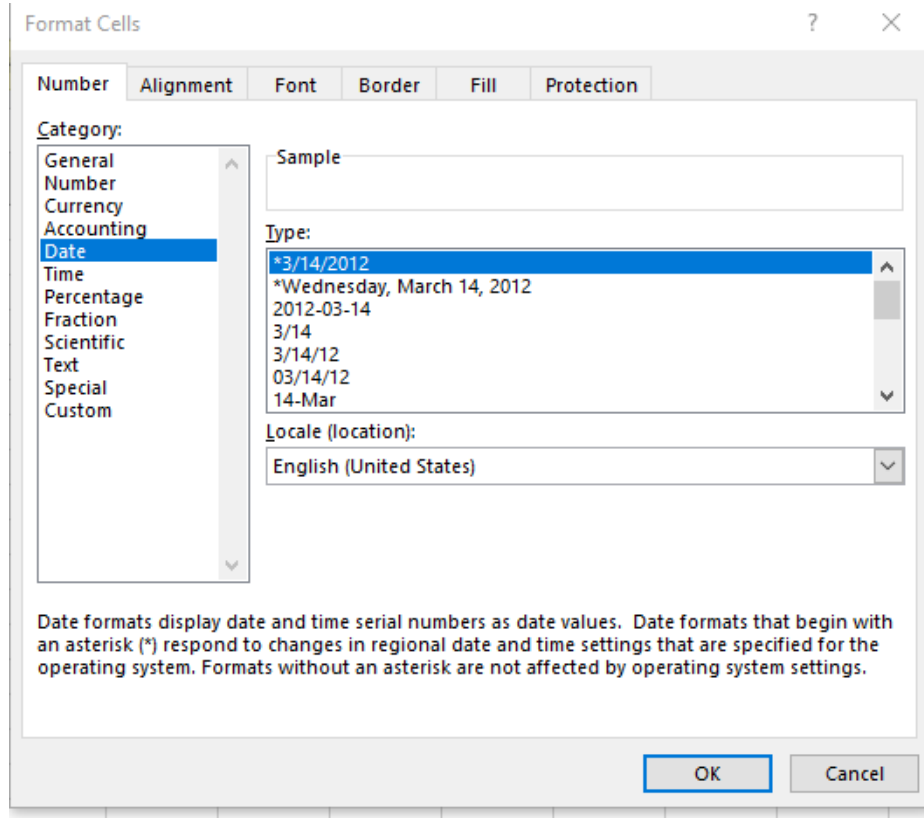 Format Cells ? ×
Number Alignment Font Border Fill Protection
Category:
General
Number
Currency
Accounting
Date
Time
Percentage
Fraction
Scientific
Text
Special
Custom
Sample
Type:
*3/14/2012
*Wednesday, March 14, 2012
2012-03-14
3/14
3/14/12
03/14/12
14-Mar
Locale (location):
English (United States)
Date formats display date and time serial numbers as date values. Date formats that begin with
an asterisk (*) respond to changes in regional date and time settings that are specified for the
operating system. Formats without an asterisk are not affected by operating system settings.
OK Cancel